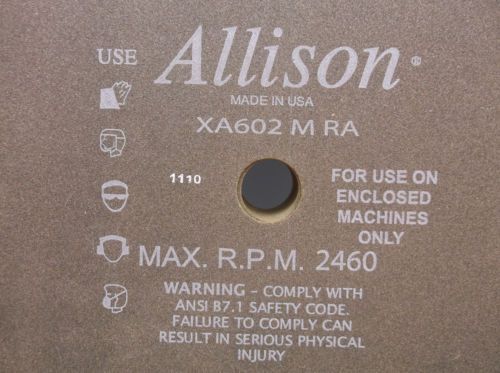 USE Allison®
MADE IN USA
XA602 M RA
1110
FOR USE ON
ENCLOSED
MACHINES
ONLY
MAX. R.P.M. 2460
WARNING – COMPLY WITH
ANSI B7.1 SAFETY CODE.
FAILURE TO COMPLY CAN
RESULT IN SERIOUS PHYSICAL
INJURY